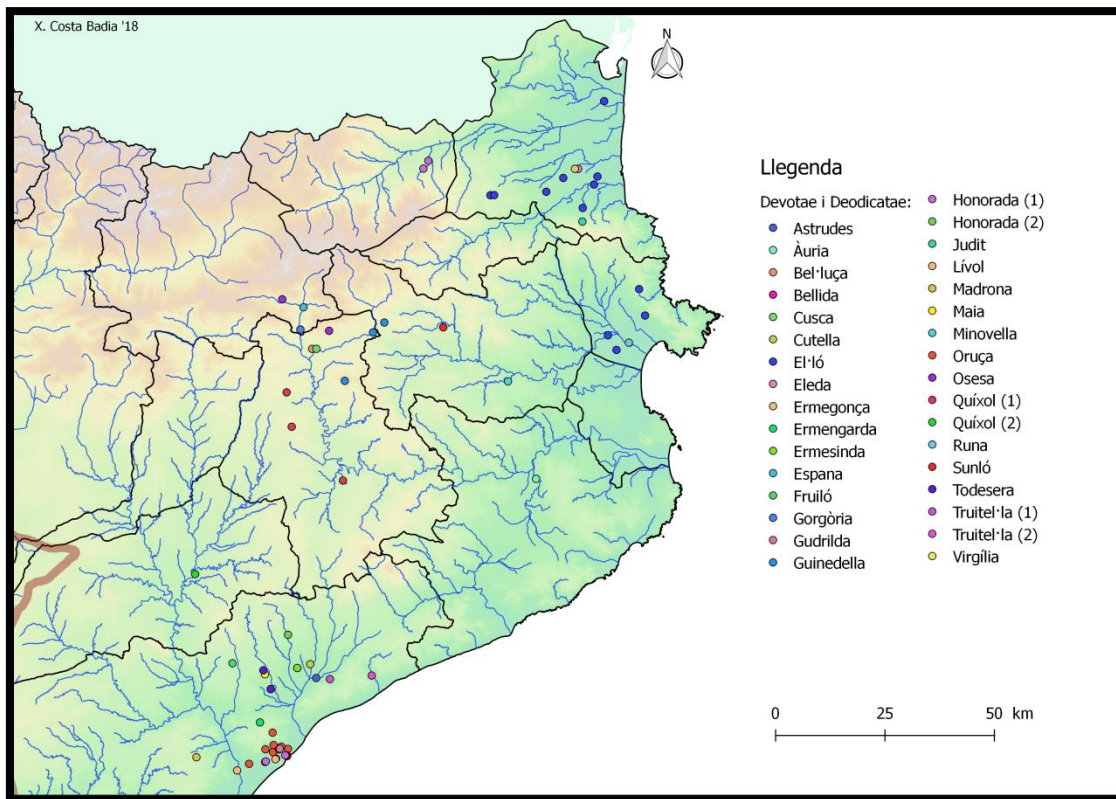 X. Costa Badia '18
N
Llegenda
Devotae i Deodicatae:
Astrudes
Àuria
Bel·luça
Bellida
Cusca
Cutella
El·ló
Eleda
Ermegonça
Ermengarda
Ermesinda
Espana
Fruiló
Gorgòria
Gudrilda
Guinedella
Honorada (1)
Honorada (2)
Judit
Lívol
Madrona
Maia
Minovella
Oruça
Osesa
Quíxol (1)
Quíxol (2)
Runa
Sunló
Todesera
Truitel·la (1)
Truitel·la (2)
Virgília
0 25 50 km